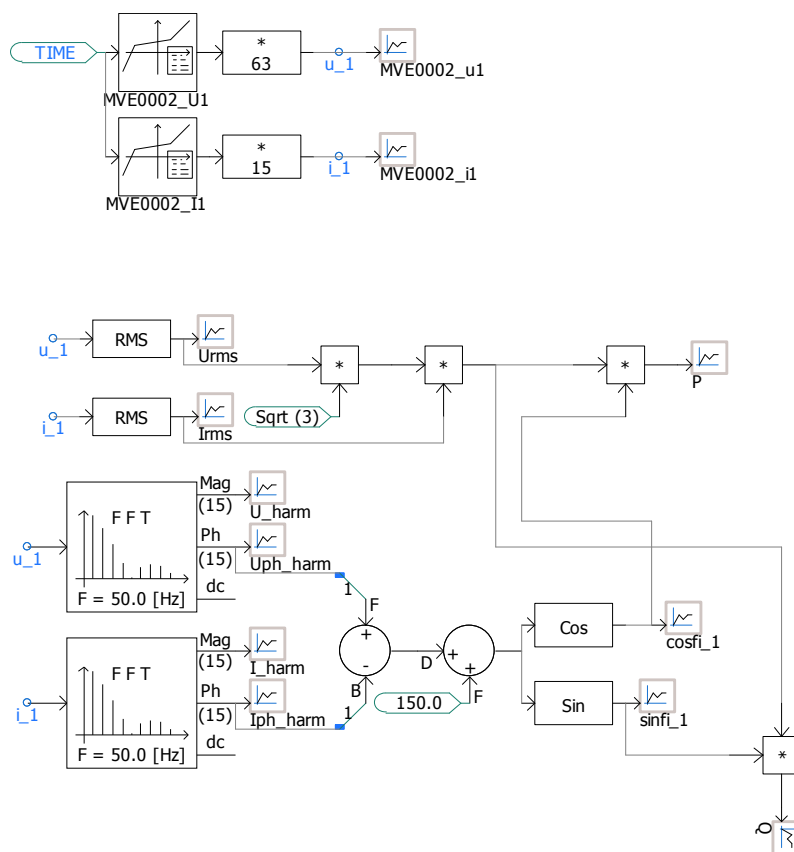 TIME
*
63
u_1
MVE0002_u1
MVE0002_U1
*
15
i_1
MVE0002_i1
MVE0002_I1
u_1
RMS
Urms
*
*
*
P
i_1
RMS
Irms
Sqrt (3)
Mag
(15)
U_harm
F F T
Ph
(15)
Uph_harm
u_1
dc
F = 50.0 [Hz]
1
F
+
-
B
1
D
+
+
F
150.0
Cos
cosfi_1
Sin
sinfi_1
Mag
(15)
I_harm
F F T
Ph
(15)
Iph_harm
i_1
dc
F = 50.0 [Hz]
*
Q